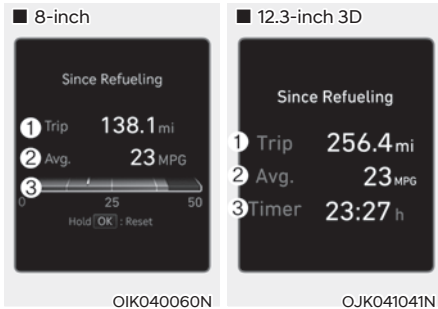 ■ 8-inch
Since Refueling
① Trip 138.1 mi
② Avg. 23 MPG
③
0 25 50
Hold OK : Reset
OIK040060N
■ 12.3-inch 3D
Since Refueling
① Trip 256.4 mi
② Avg. 23 MPG
③ Timer 23:27 h
OJK041041N